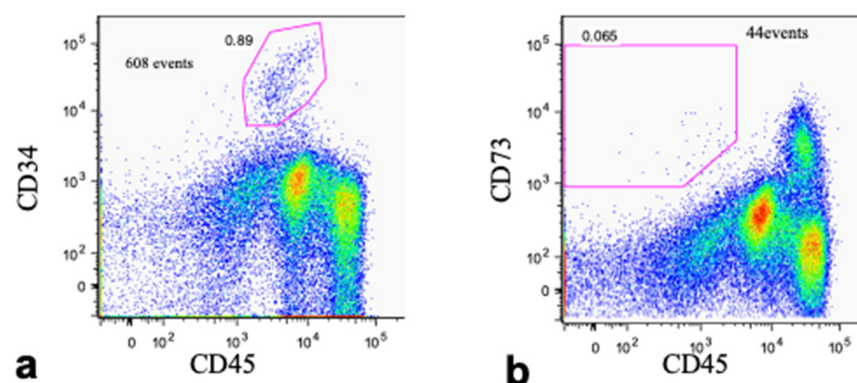 0.89
608 events
10⁵
10⁴
10³
10²
0
CD34
0 10² 10³ 10⁴ 10⁵
CD45
a
0.065
44events
10⁵
10⁴
10³
10²
0
CD73
0 10² 10³ 10⁴ 10⁵
CD45
b